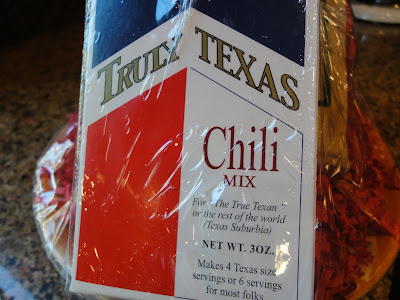 TRULY TEXAS
Chili
MIX
For "The True Texan"
or the rest of the world
(Texas Suburbia)
NET WT. 3OZ.
Makes 4 Texas size
servings or 6 servings
for most folks